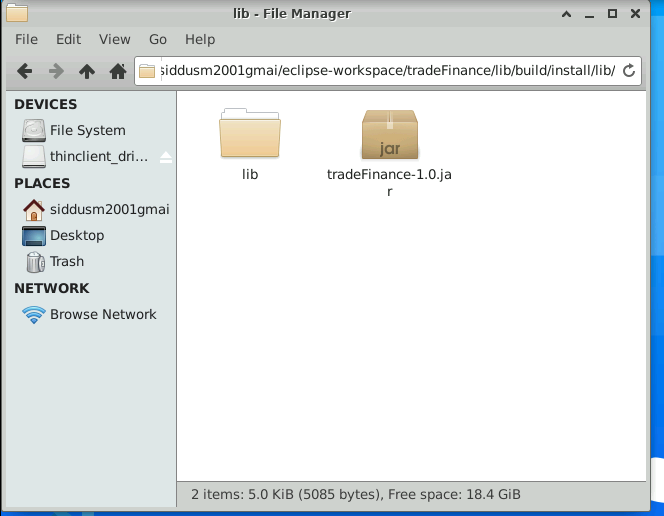 lib - File Manager
File Edit View Go Help
siddusm2001gmai/eclipse-workspace/tradeFinance/lib/build/install/lib/
DEVICES
File System
thinclient_dri...
PLACES
siddusm2001gmai
Desktop
Trash
NETWORK
Browse Network
lib
jar
tradeFinance-1.0.ja
r
2 items: 5.0 KiB (5085 bytes), Free space: 18.4 GiB